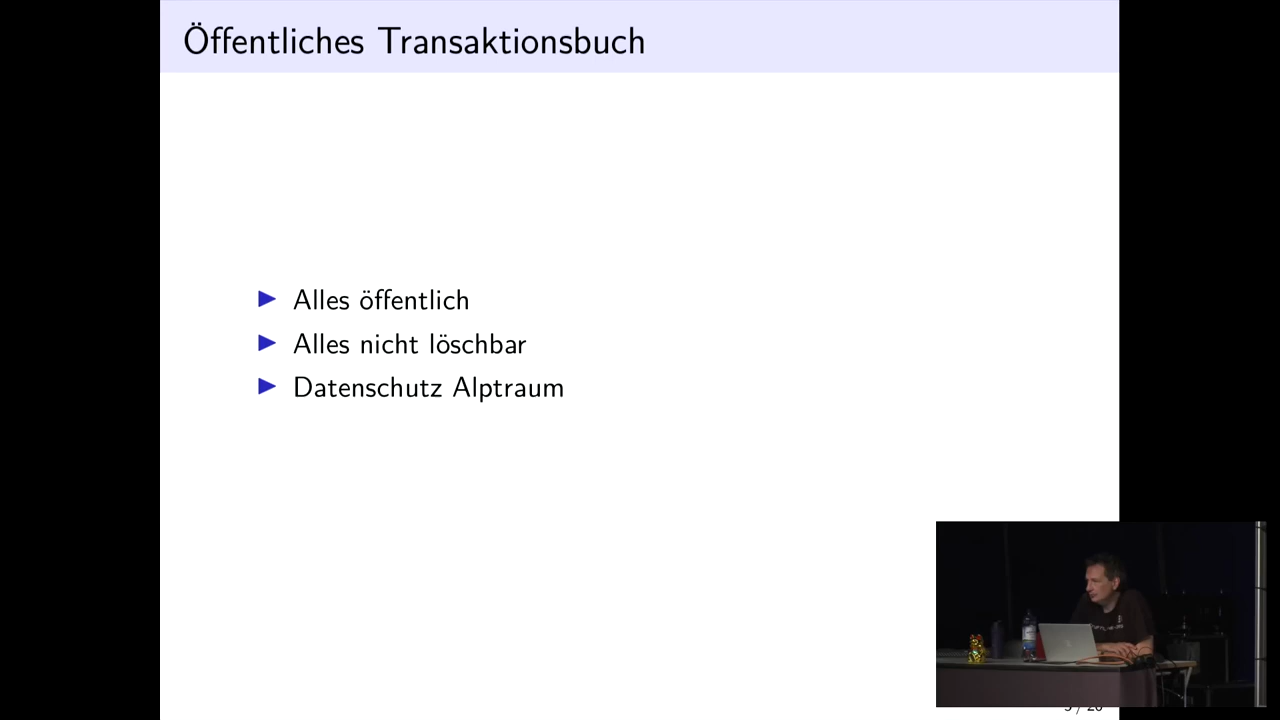 Öffentliches Transaktionsbuch
Alles öffentlich
Alles nicht löschbar
Datenschutz Alptraum